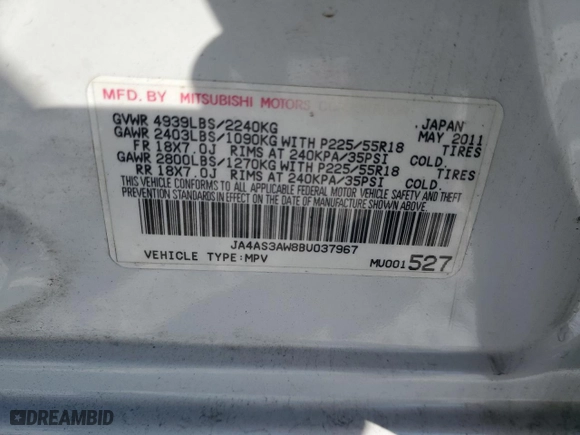 MFD. BY MITSUBISHI MOTORS
JAPAN
GVWR 4939LBS/2240KG MAY 2011
GAWR 2403LBS/1090KG WITH P225/55R18 TIRES
FR 18X7.0J RIMS AT 240KPA/35PSI COLD.
GAWR 2800LBS/1270KG WITH P225/55R18 TIRES
RR 18X7.0J RIMS AT 240KPA/35PSI COLD.
THIS VEHICLE CONFORMS TO ALL APPLICABLE FEDERAL MOTOR VEHICLE SAFETY AND THEFT
PREVENTION STANDARDS IN EFFECT ON THE DATE OF MANUFACTURE SHOWN ABOVE.
JA4AS3AW8BU037967
VEHICLE TYPE:MPV
MU001527
DREAMBID